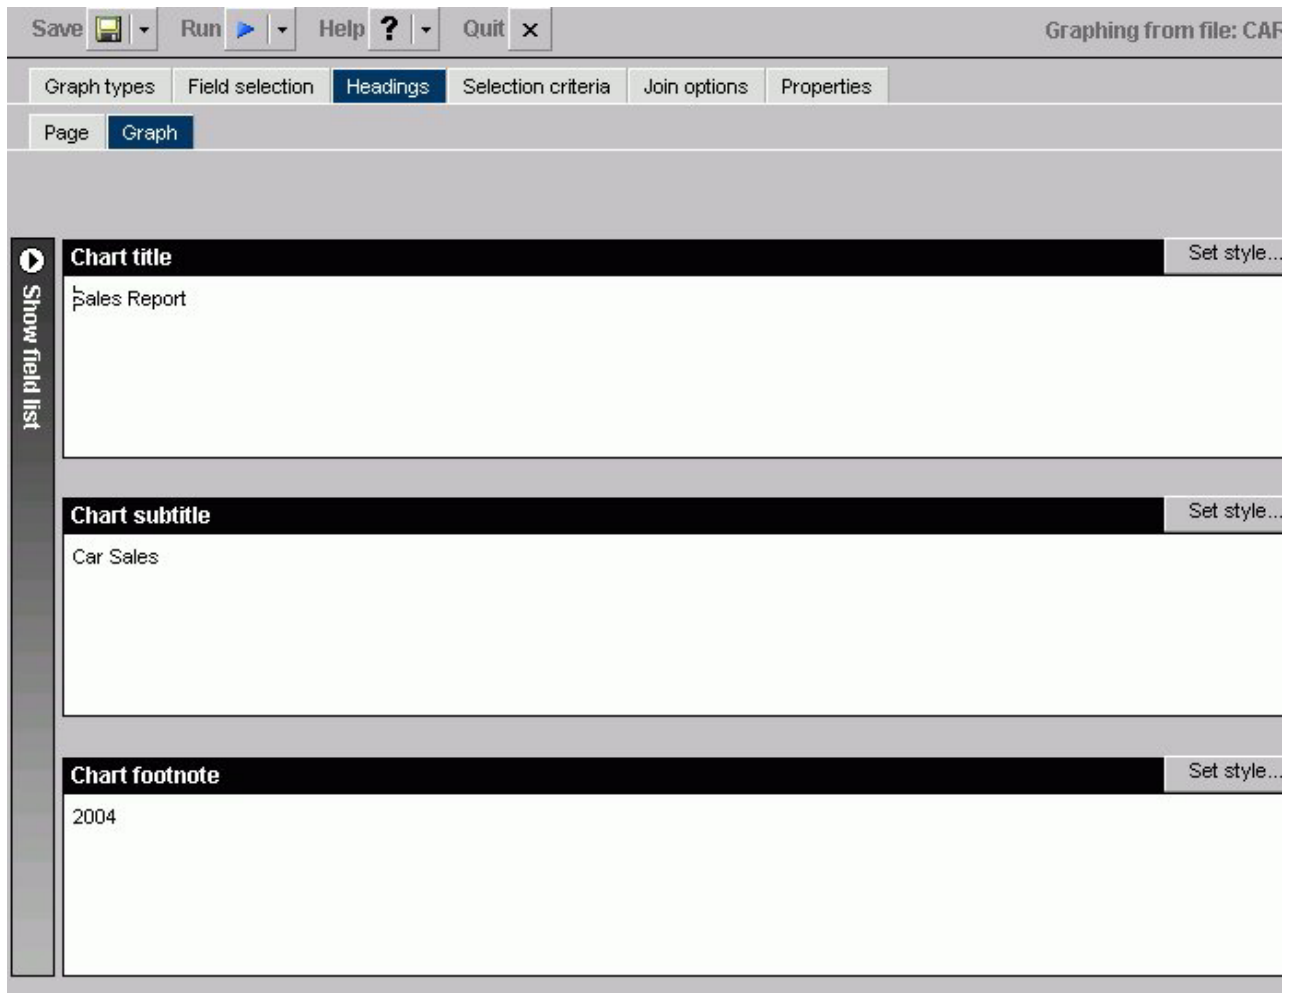 Save Run Help ? Quit x Graphing from file: CAR
Graph types Field selection Headings Selection criteria Join options Properties
Page Graph
Show field list
Chart title Set style...
Sales Report
Chart subtitle Set style...
Car Sales
Chart footnote Set style...
2004